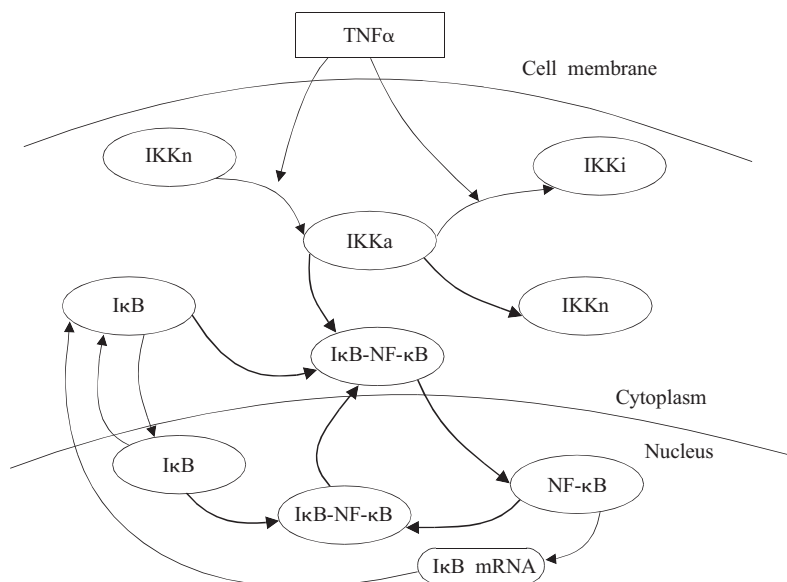 TNFα
Cell membrane
IKKn
IKKi
IKKa
IκB
IKKn
IκB-NF-κB
Cytoplasm
Nucleus
IκB
NF-κB
IκB-NF-κB
IκB mRNA